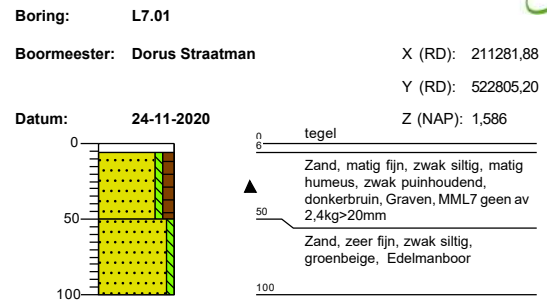 Boring: L7.01
Boormeester: Dorus Straatman X (RD): 211281,88
Y (RD): 522805,20
Datum: 24-11-2020 Z (NAP): 1,586
0
50
100
0
tegel
6
Zand, matig fijn, zwak siltig, matig
humeus, zwak puinhoudend,
donkerbruin, Graven, MML7 geen av
2,4kg>20mm
50
Zand, zeer fijn, zwak siltig,
groenbeige, Edelmanboor
100